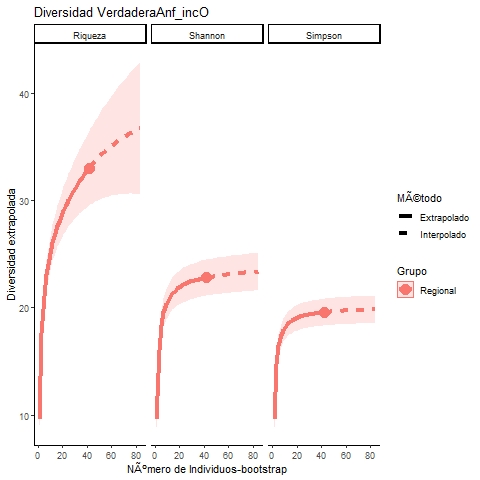 Diversidad VerdaderaAnf_incO
Riqueza
Shannon
Simpson
Diversidad extrapolada
40
30
20
10
0 20 40 60 80
0 20 40 60 80
0 20 40 60 80
NÃºmero de Individuos-bootstrap
MÃ©todo
Extrapolado
Interpolado
Grupo
Regional